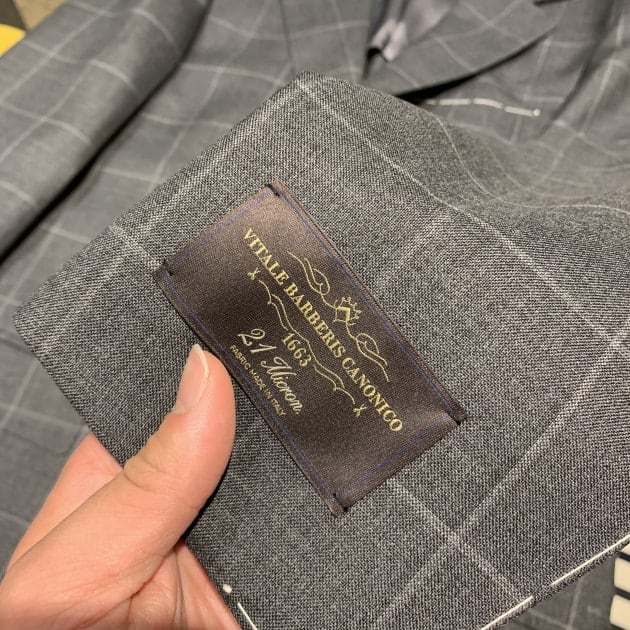 VITALE BARBERIS CANONICO
1663
21 Micron.
FABRIC MADE IN ITALY